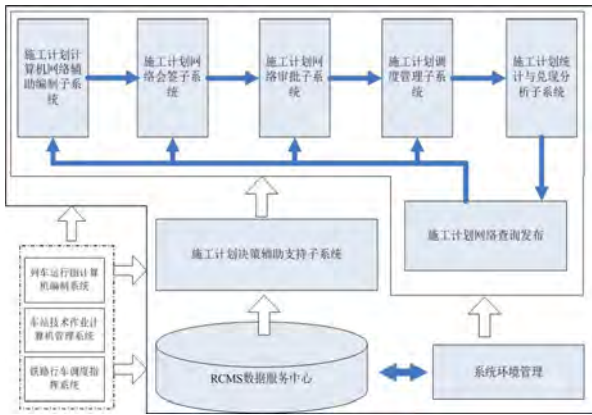 施工计划计
算机网络辅
助编制子系
统
施工计划网
络会签子系
统
施工计划网
络审批子系
统
施工计划调
度管理子系
统
施工计划统
计与兑现分
析子系统
施工计划网络查询发布
施工计划决策辅助支持子系统
列车运行图计算
机编制系统
车站技术作业计
算机管理系统
铁路行车调度指
挥系统
RCMS数据服务中心
系统环境管理